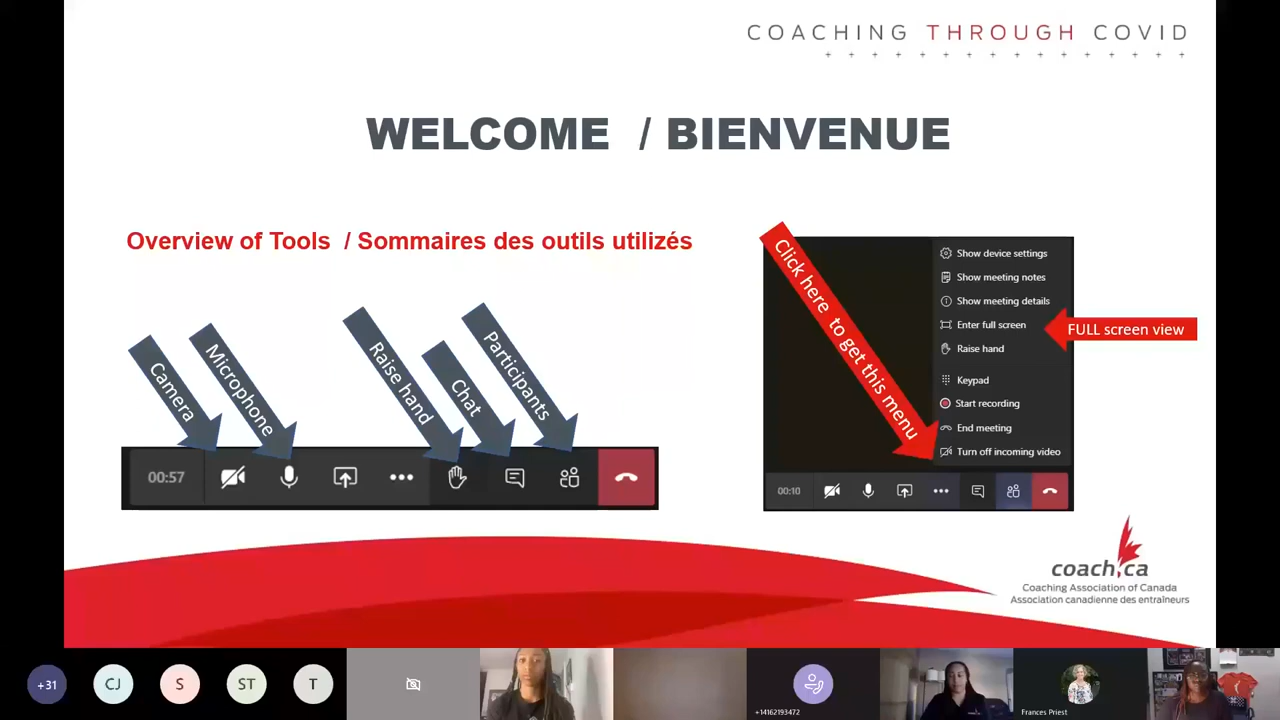 COACHING THROUGH COVID
WELCOME / BIENVENUE
Overview of Tools / Sommaires des outils utilizés
Camera
Microphone
Raise hand
Chat
Participants
00:57
Click here to get this menu
Show device settings
Show meeting notes
Show meeting details
Enter full screen
FULL screen view
Raise hand
Keypad
Start recording
End meeting
Turn off incoming video
00:10
coach.ca
Coaching Association of Canada
Association canadienne des entraîneurs
+31
CJ
S
ST
T
+14162193472
Frances Priest